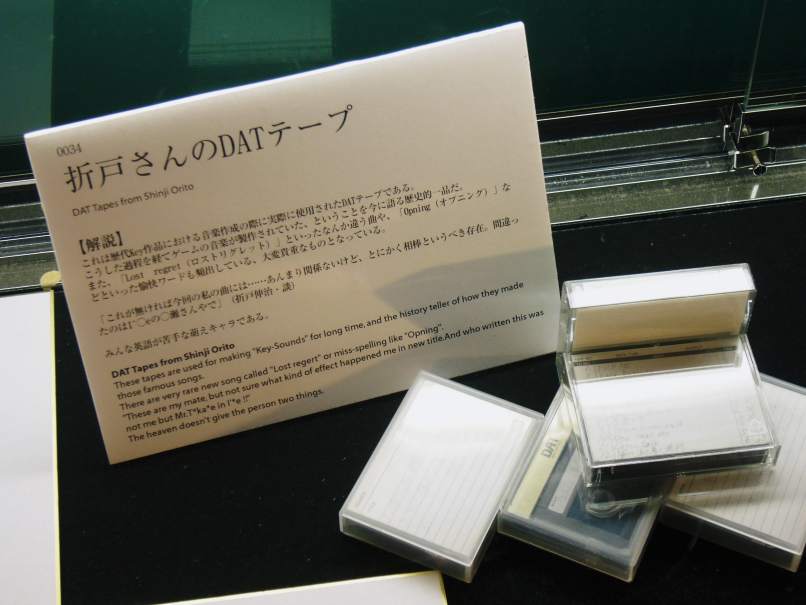 0034
折戸さんのDATテープ
DAT Tapes from Shinji Orito
【解説】
これは歴代Key作品における音楽作成の際に実際に使用されたDATテープである。
こうした過程を経てゲームの音楽が製作されていた、ということを今に語る歴史的一品だ。
また、「Lost regret（ロストリグレット）」といったなんか違う曲や、「Opning（オプニング）」な
どといった愉快ワードも頻出している、大変貴重なものとなっている。
「これが無ければ今回の私の曲には……あんまり関係ないけど、とにかく相棒というべき存在。間違っ
たのはI'◯eの◯瀬さんやで」（折戸伸治・談）
みんな英語が苦手な萌えキャラである。
DAT Tapes from Shinji Orito
These tapes are used for making "Key-Sounds" for long time, and the history teller of how they made
those famous songs.
There are very rare new song called "Lost regert" or miss-spelling like "Opning".
"These are my mate, but not sure what kind of effect happened me in new title.And who written this was
not me but Mr.T*ka*e in I'*e !!"
The heaven doesn't give the person two things.
DAT